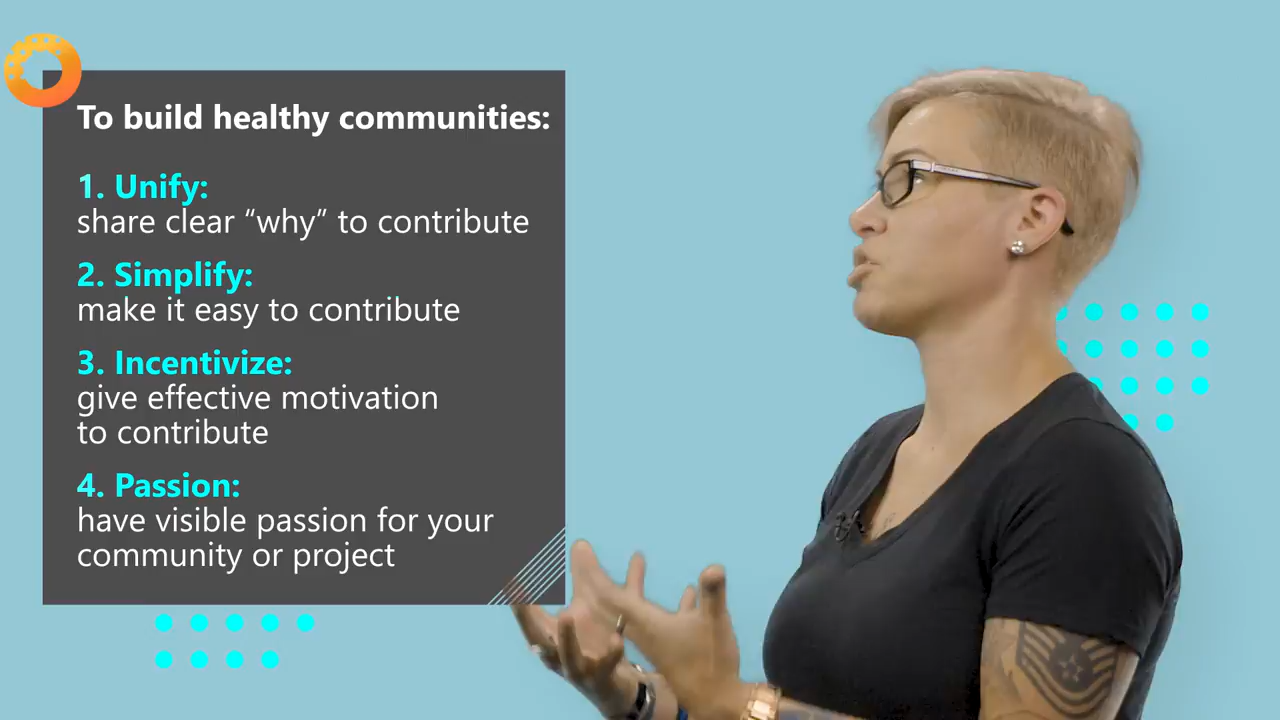 To build healthy communities:
1. Unify:
share clear “why” to contribute
2. Simplify:
make it easy to contribute
3. Incentivize:
give effective motivation
to contribute
4. Passion:
have visible passion for your
community or project